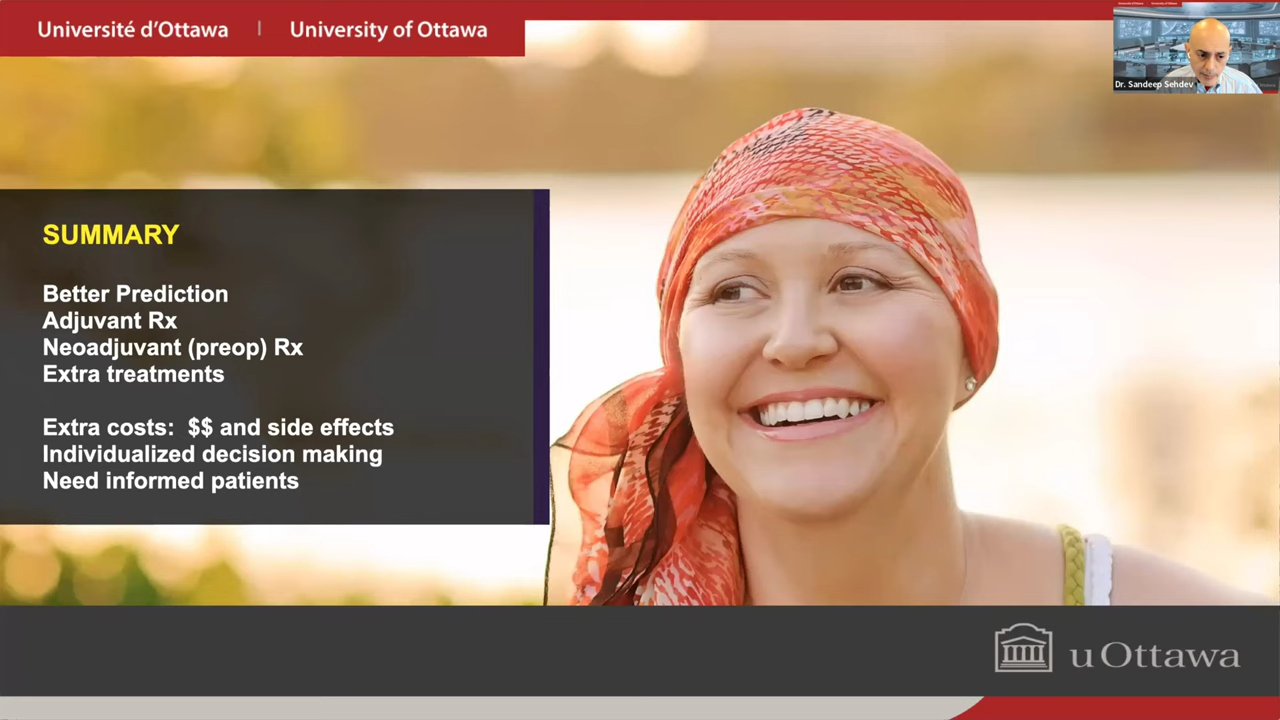 Université d'Ottawa | University of Ottawa
Dr. Sandeep Sehdev
SUMMARY
Better Prediction
Adjuvant Rx
Neoadjuvant (preop) Rx
Extra treatments
Extra costs:  $$ and side effects
Individualized decision making
Need informed patients
uOttawa